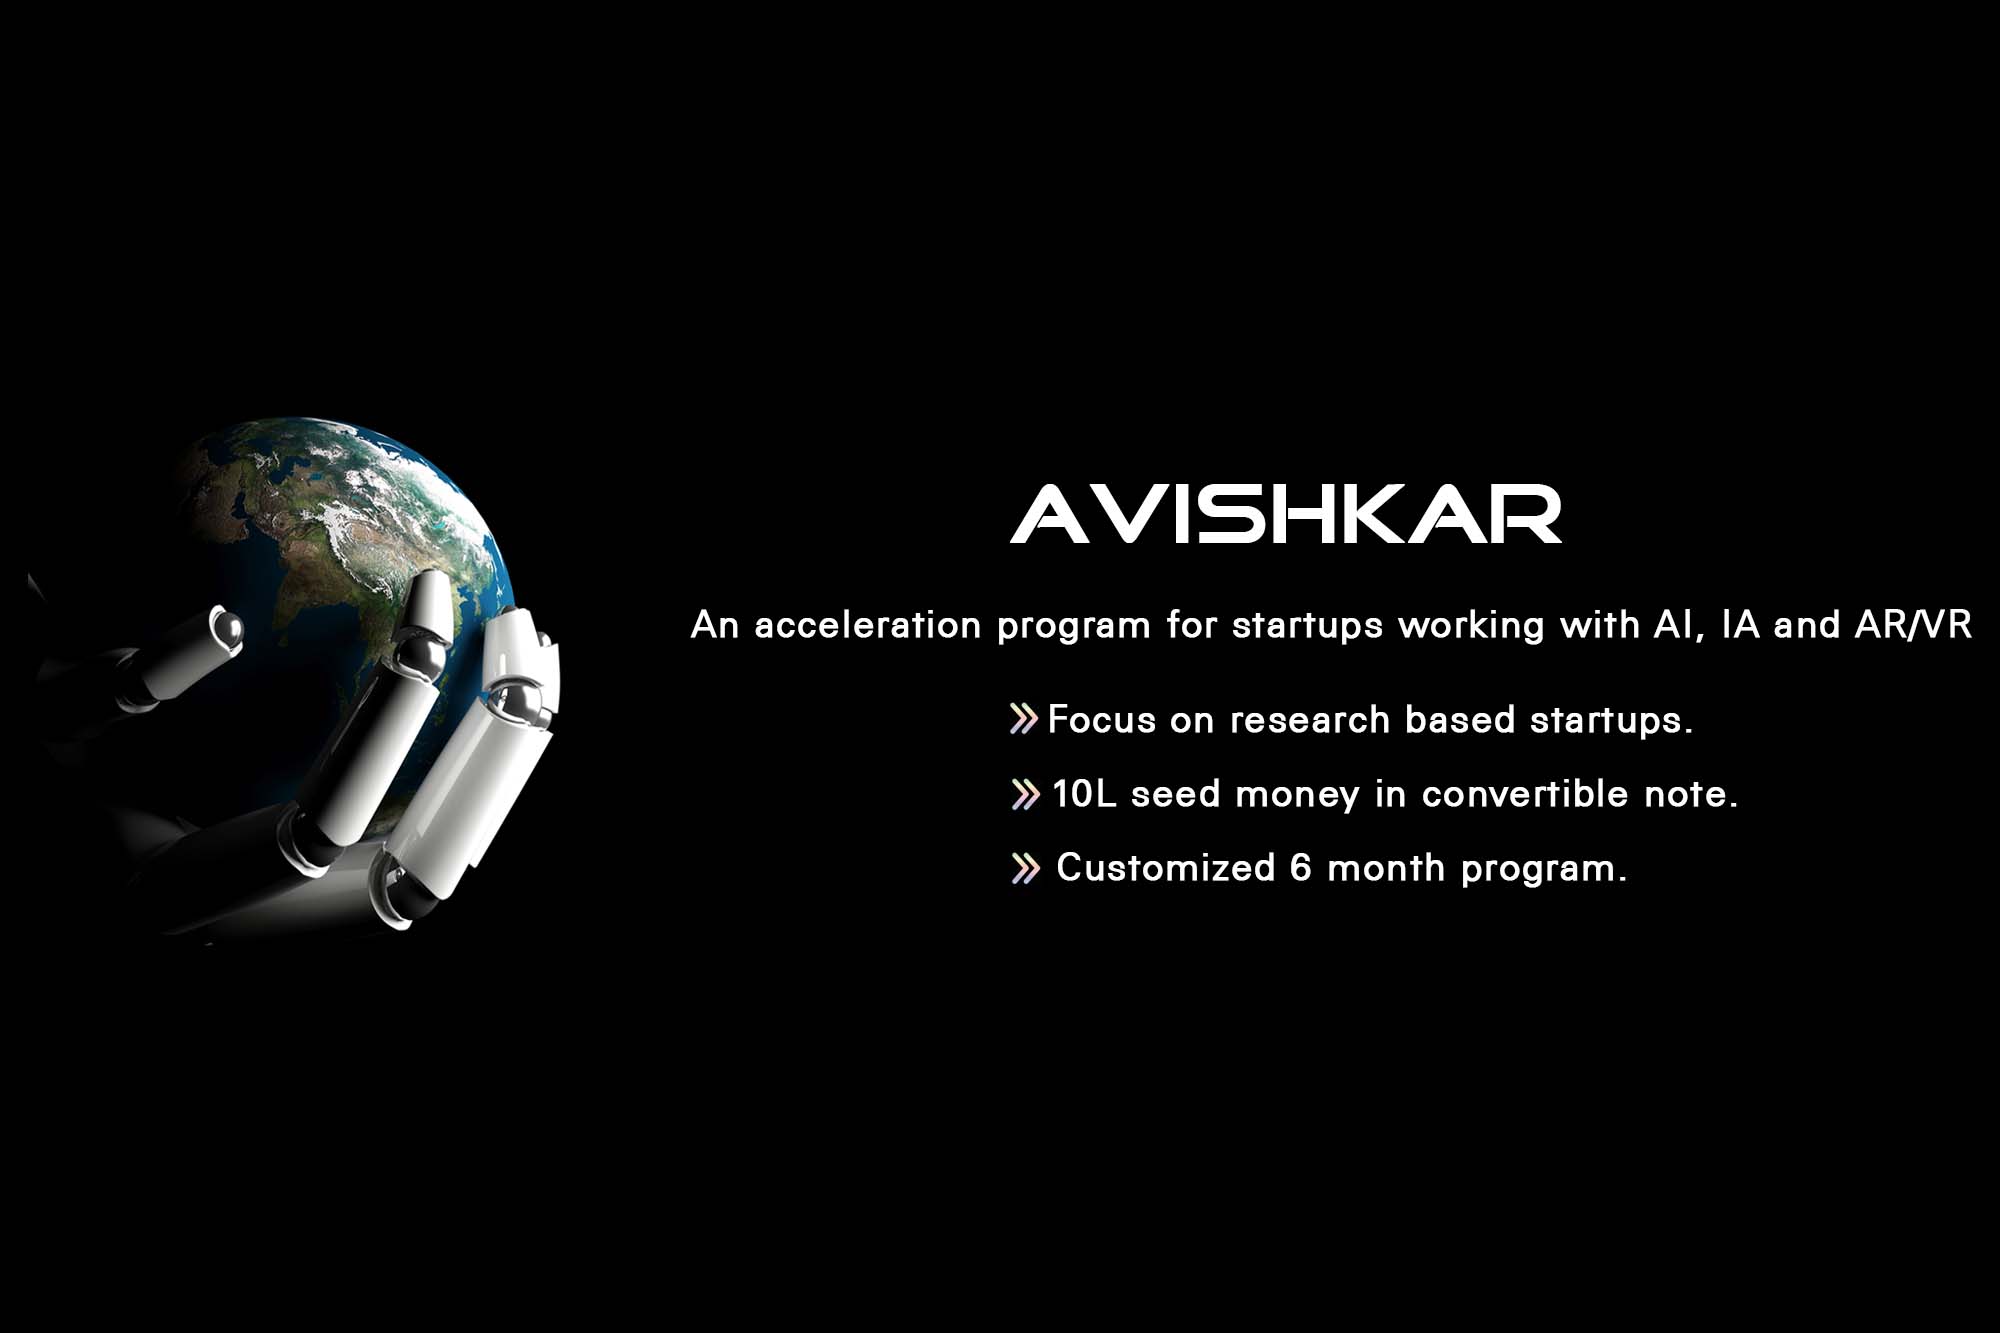 AVISHKAR
An acceleration program for startups working with AI, IA and AR/VR
Focus on research based startups.
10L seed money in convertible note.
Customized 6 month program.